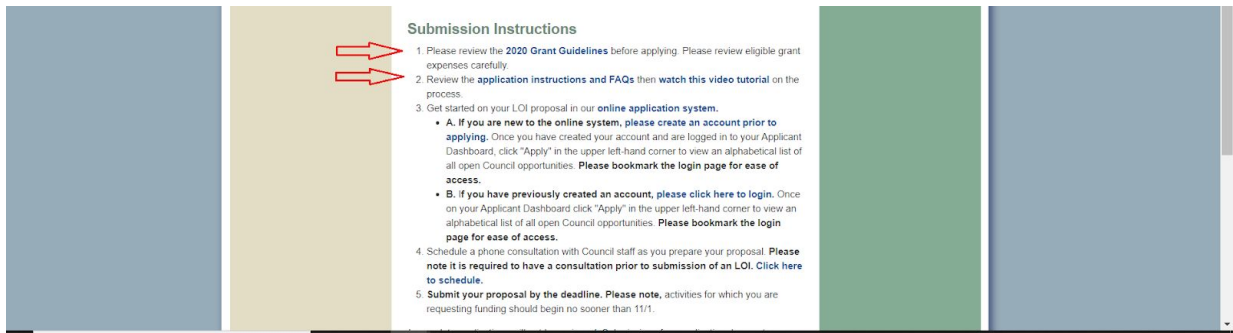 Submission Instructions
1. Please review the 2020 Grant Guidelines before applying. Please review eligible grant
expenses carefully.
2. Review the application instructions and FAQs then watch this video tutorial on the
process.
3. Get started on your LOI proposal in our online application system.
• A. If you are new to the online system, please create an account prior to
applying. Once you have created your account and are logged in to your Applicant
Dashboard, click "Apply" in the upper left-hand corner to view an alphabetical list of
all open Council opportunities. Please bookmark the login page for ease of
access.
• B. If you have previously created an account, please click here to login. Once
on your Applicant Dashboard click "Apply" in the upper left-hand corner to view an
alphabetical list of all open Council opportunities. Please bookmark the login
page for ease of access.
4. Schedule a phone consultation with Council staff as you prepare your proposal. Please
note it is required to have a consultation prior to submission of an LOI. Click here
to schedule.
5. Submit your proposal by the deadline. Please note, activities for which you are
requesting funding should begin no sooner than 11/1.